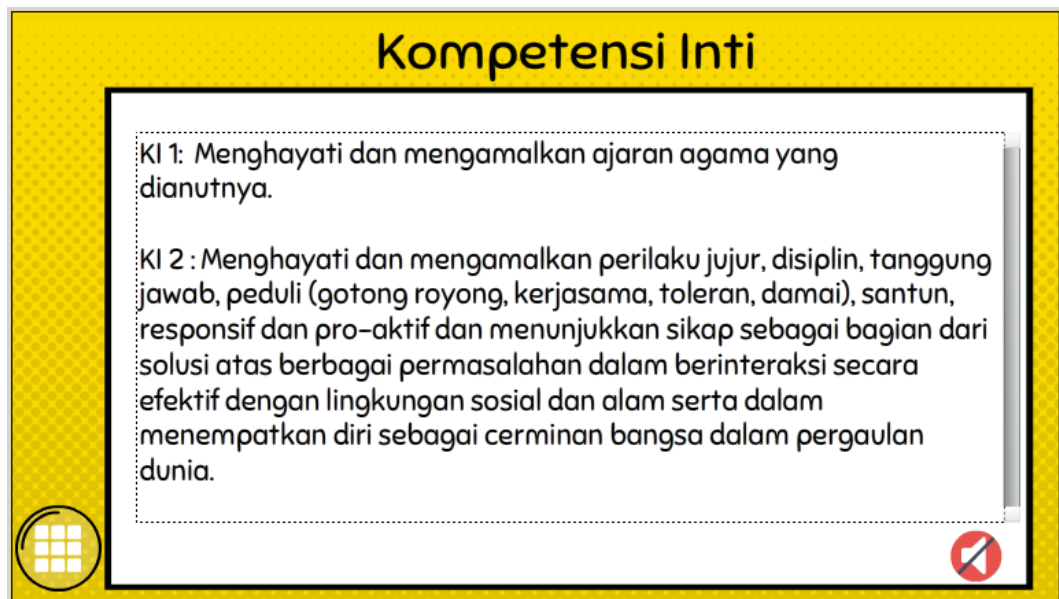 Kompetensi Inti
KI 1:  Menghayati dan mengamalkan ajaran agama yang
dianutnya.
KI 2 : Menghayati dan mengamalkan perilaku jujur, disiplin, tanggung
jawab, peduli (gotong royong, kerjasama, toleran, damai), santun,
responsif dan pro-aktif dan menunjukkan sikap sebagai bagian dari
solusi atas berbagai permasalahan dalam berinteraksi secara
efektif dengan lingkungan sosial dan alam serta dalam
menempatkan diri sebagai cerminan bangsa dalam pergaulan
dunia.